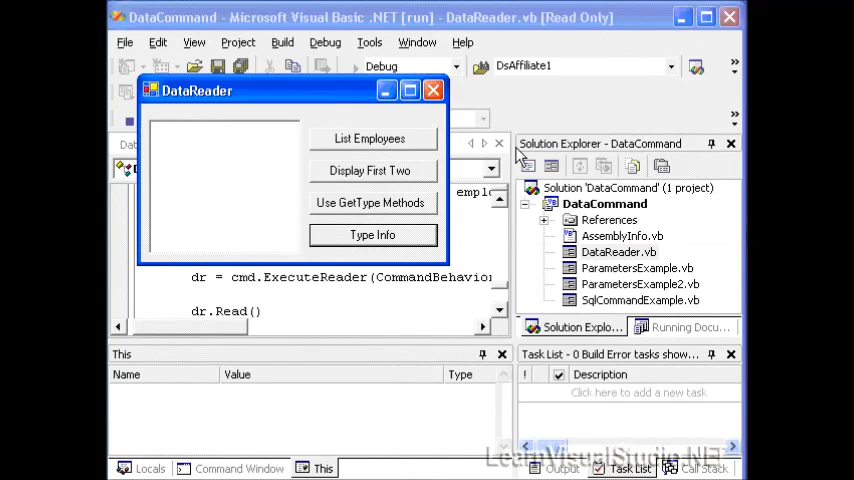 DataCommand - Microsoft Visual Basic .NET [run] - DataReader.vb [Read Only]
File Edit View Project Build Debug Tools Window Help
Debug DsAffiliate1
DataReader
List Employees
Display First Two
Use GetType Methods
Type Info
Dat
D
empl
dr = cmd.ExecuteReader(CommandBehavior
dr.Read()
Solution Explorer - DataCommand
Solution 'DataCommand' (1 project)
DataCommand
References
AssemblyInfo.vb
DataReader.vb
ParametersExample.vb
ParametersExample2.vb
SqlCommandExample.vb
Solution Explo... Running Docu...
This
Name Value Type
Task List - 0 Build Error tasks show...
! Description
Click here to add a new task
Locals Command Window This
Output Task List Call Stack
LearnVisualStudio.NET